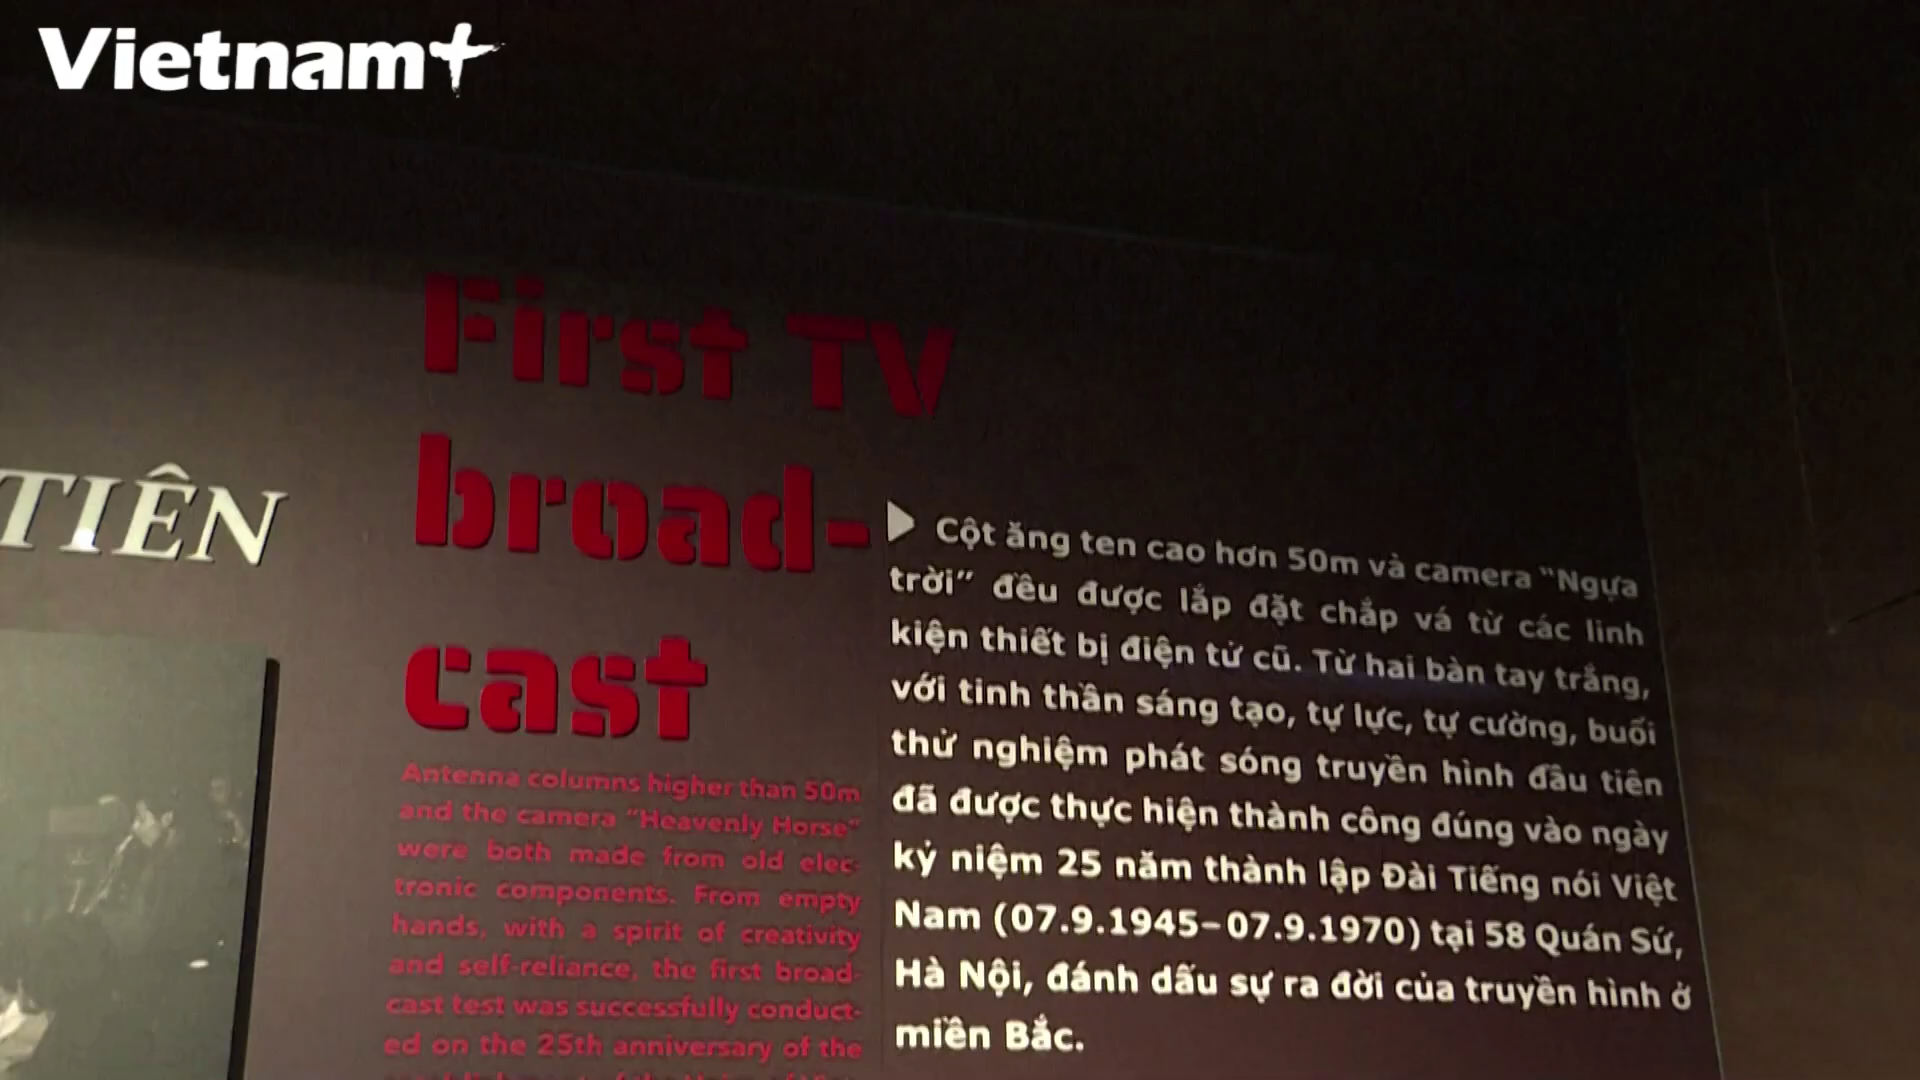 Vietnam+
TIÊN
First TV
broad-
cast
Antenna columns higher than 50m
and the camera "Heavenly Horse"
were both made from old elec-
tronic components. From empty
hands, with a spirit of creativity
and self-reliance, the first broad-
cast test was successfully conduct-
ed on the 25th anniversary of the
Cột ăng ten cao hơn 50m và camera "Ngựa
trời" đều được lắp đặt chắp vá từ các linh
kiện thiết bị điện tử cũ. Từ hai bàn tay trắng,
với tinh thần sáng tạo, tự lực, tự cường, buổi
thử nghiệm phát sóng truyền hình đầu tiên
đã được thực hiện thành công đúng vào ngày
kỷ niệm 25 năm thành lập Đài Tiếng nói Việt
Nam (07.9.1945–07.9.1970) tại 58 Quán Sứ,
Hà Nội, đánh dấu sự ra đời của truyền hình ở
miền Bắc.